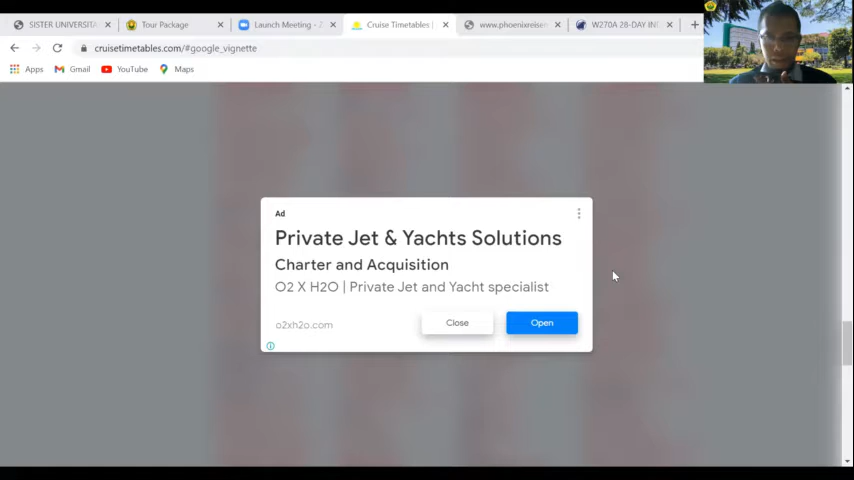 SISTER UNIVERSITA
Tour Package
Launch Meeting - Z
Cruise Timetables |
www.phoenixreisen
W270A 28-DAY INT
cruisetimetables.com/#google_vignette
Apps
Gmail
YouTube
Maps
Ad
Private Jet & Yachts Solutions
Charter and Acquisition
O2 X H2O | Private Jet and Yacht specialist
o2xh2o.com
Close
Open